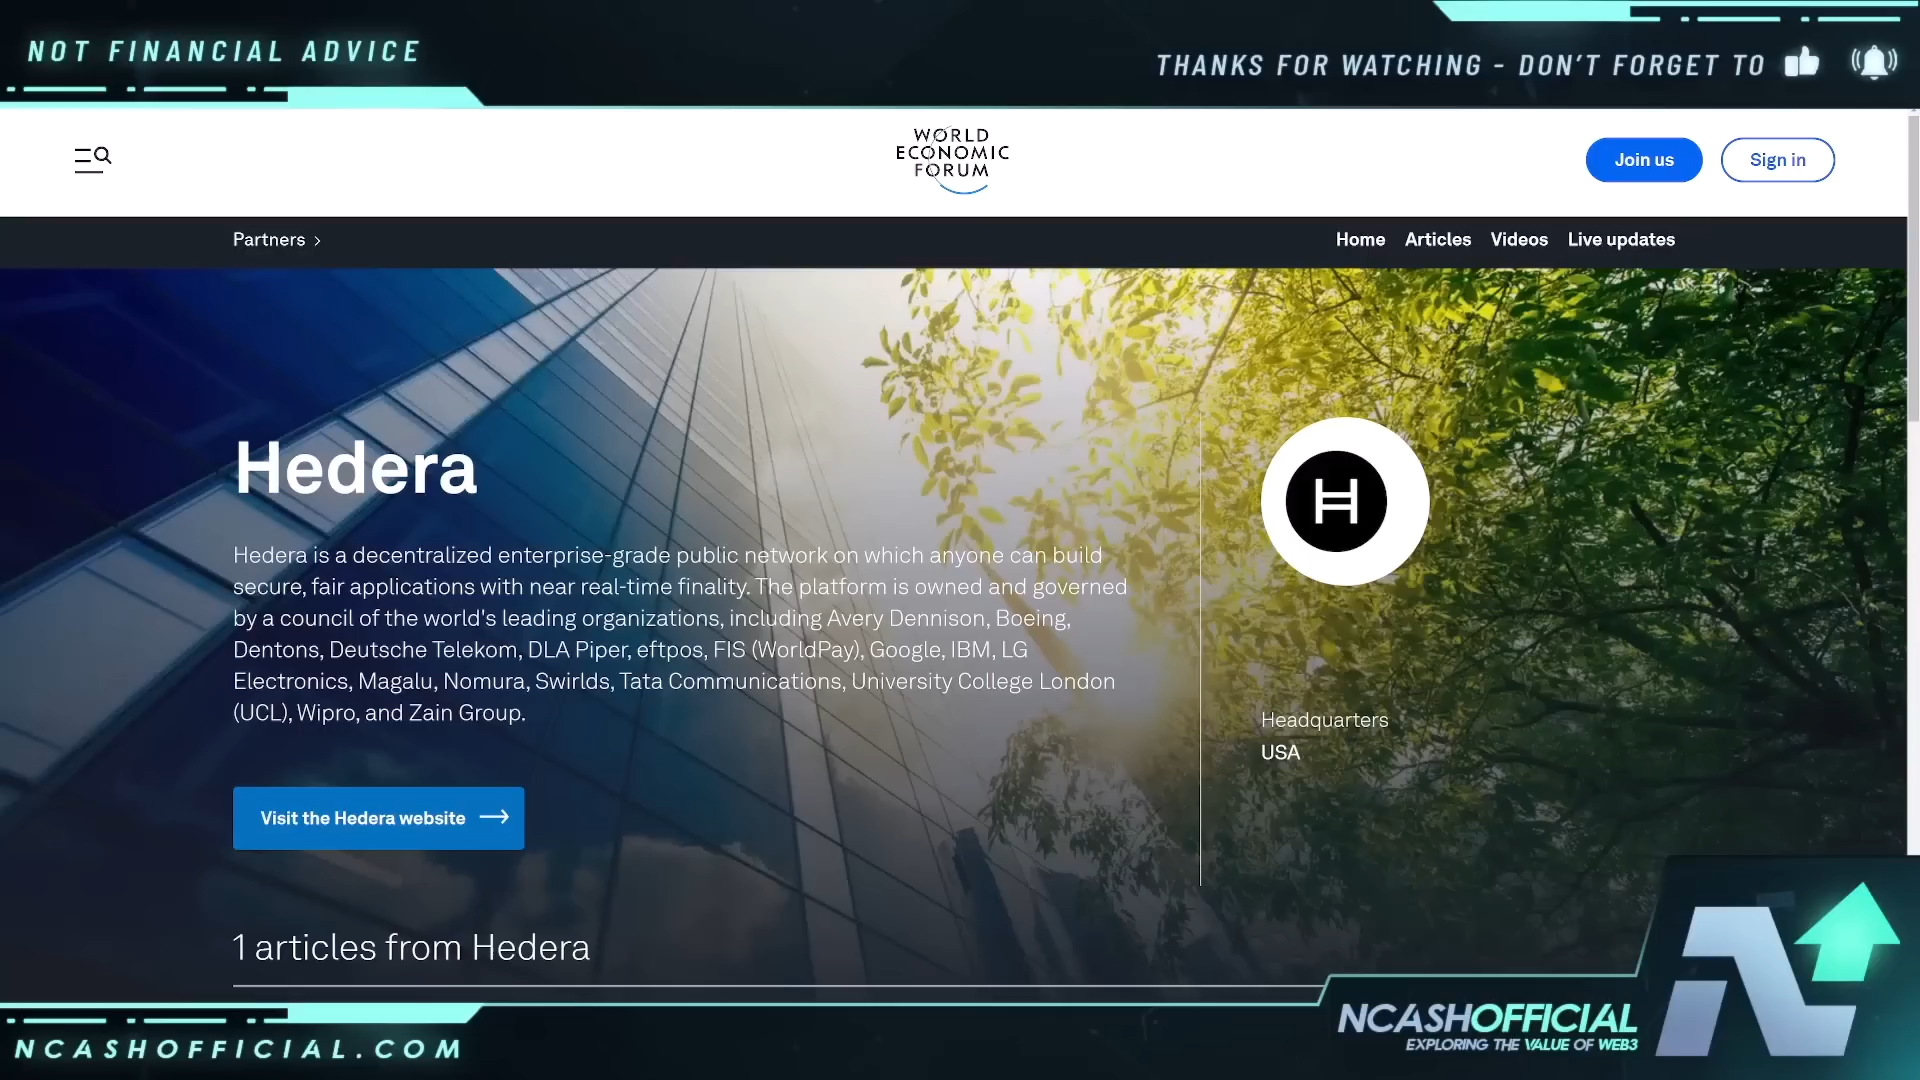 NOT FINANCIAL ADVICE
THANKS FOR WATCHING - DON'T FORGET TO
WORLD
ECONOMIC
FORUM
Join us
Sign in
Partners >
Home Articles Videos Live updates
Hedera
Hedera is a decentralized enterprise-grade public network on which anyone can build
secure, fair applications with near real-time finality. The platform is owned and governed
by a council of the world's leading organizations, including Avery Dennison, Boeing,
Dentons, Deutsche Telekom, DLA Piper, eftpos, FIS (WorldPay), Google, IBM, LG
Electronics, Magalu, Nomura, Swirlds, Tata Communications, University College London
(UCL), Wipro, and Zain Group.
Headquarters
USA
Visit the Hedera website →
1 articles from Hedera
NCASHOFFICIAL
EXPLORING THE VALUE OF WEB3
NCASHOFFICIAL.COM